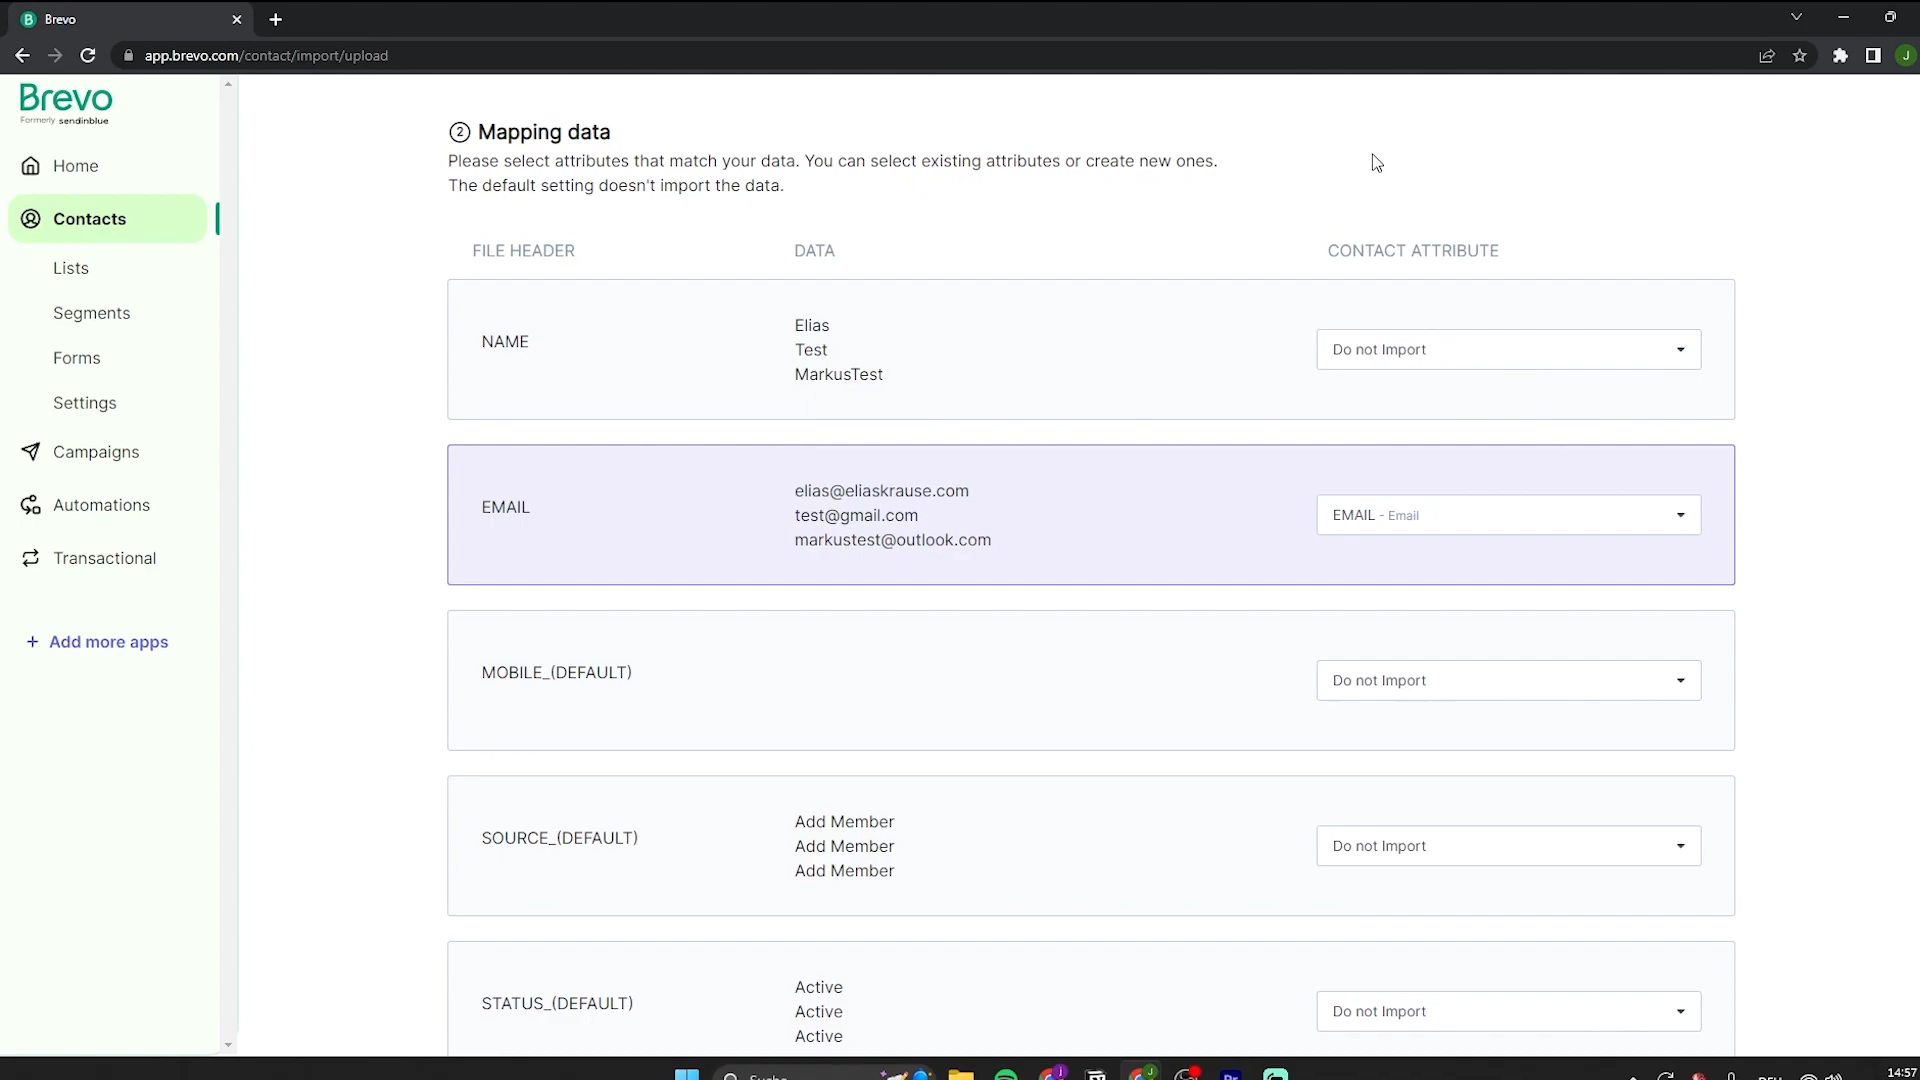 Brevo
app.brevo.com/contact/import/upload
J
Brevo
Formerly sendinblue
Home
Contacts
Lists
Segments
Forms
Settings
Campaigns
Automations
Transactional
+ Add more apps
2 Mapping data
Please select attributes that match your data. You can select existing attributes or create new ones.
The default setting doesn't import the data.
FILE HEADER DATA CONTACT ATTRIBUTE
NAME
Elias
Test
MarkusTest
Do not Import
EMAIL
elias@eliaskrause.com
test@gmail.com
markustest@outlook.com
EMAIL - Email
MOBILE_(DEFAULT)
Do not Import
SOURCE_(DEFAULT)
Add Member
Add Member
Add Member
Do not Import
STATUS_(DEFAULT)
Active
Active
Active
Do not Import
Suche
14:57